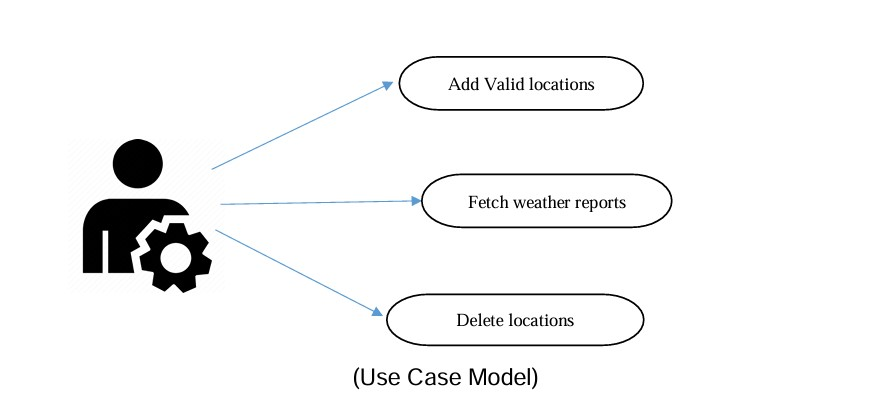 Add Valid locations
Fetch weather reports
Delete locations
(Use Case Model)